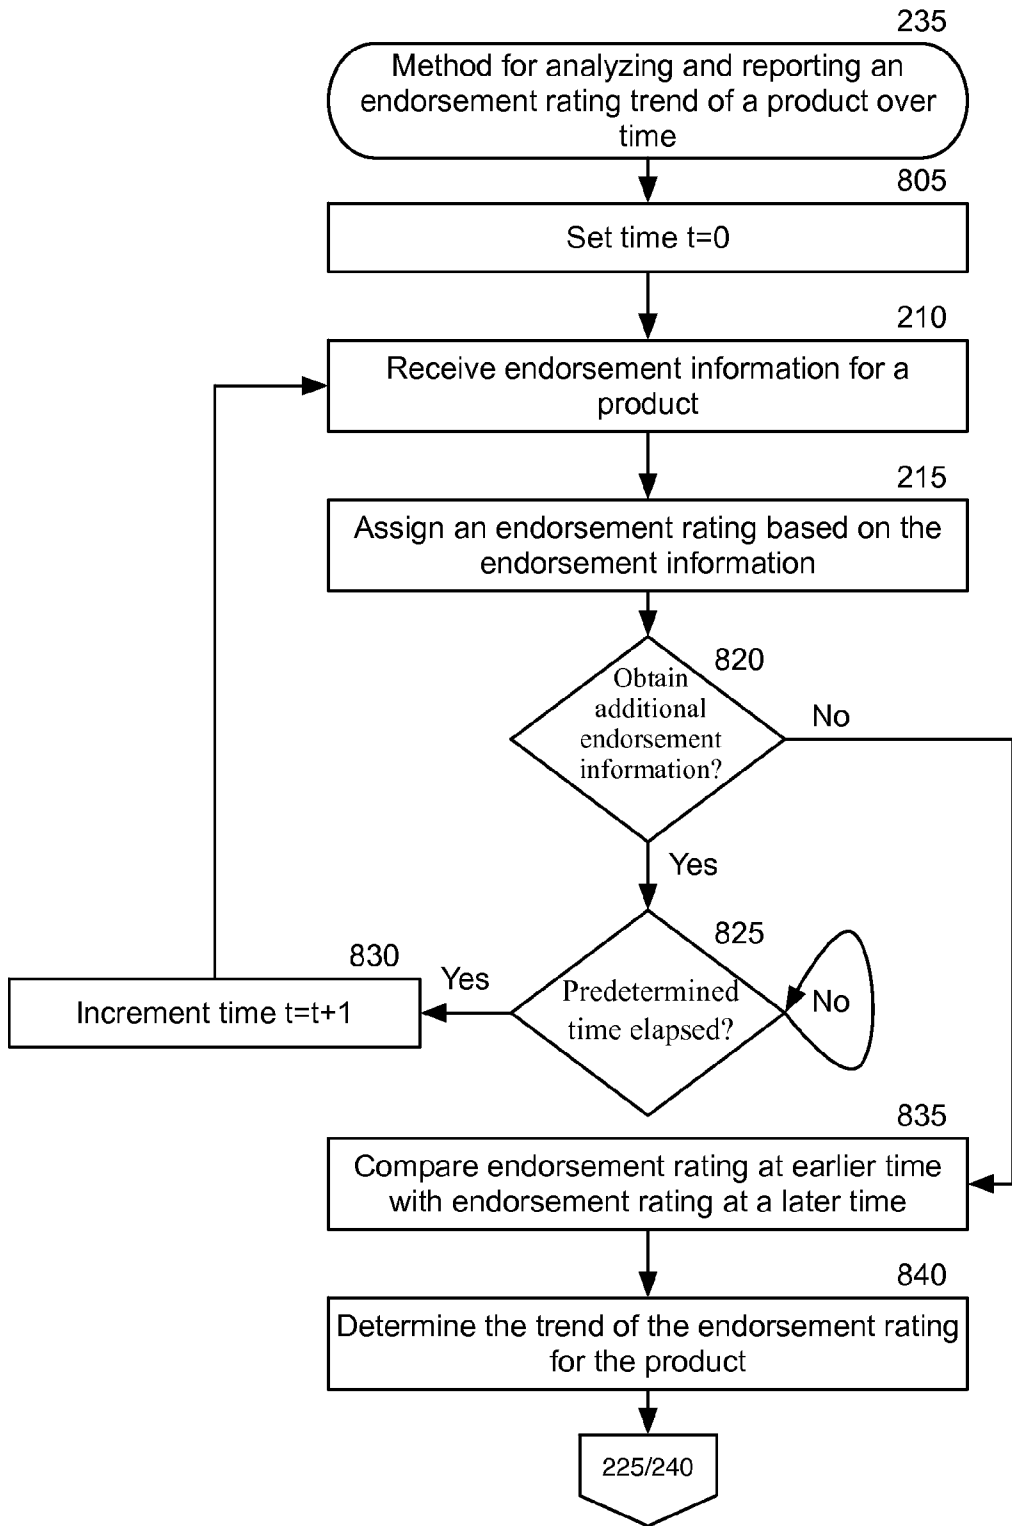 235
Method for analyzing and reporting an
endorsement rating trend of a product over
time
805
Set time t=0
210
Receive endorsement information for a
product
215
Assign an endorsement rating based on the
endorsement information
820
Obtain
additional
endorsement
information?
No
Yes
825
Predetermined
time elapsed?
No
Yes
830
Increment time t=t+1
835
Compare endorsement rating at earlier time
with endorsement rating at a later time
840
Determine the trend of the endorsement rating
for the product
225/240